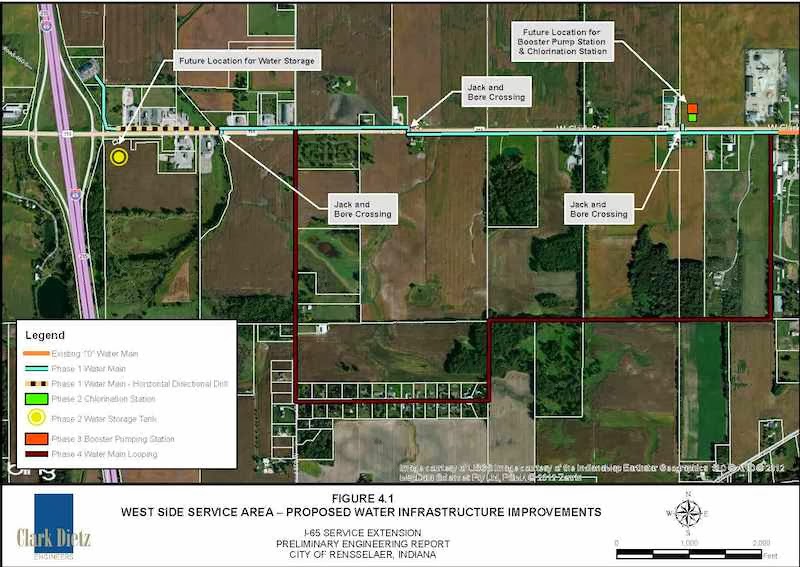 Future Location for Water Storage
Future Location for
Booster Pump Station
& Chlorination Station
Jack and
Bore Crossing
Jack and
Bore Crossing
Jack and
Bore Crossing
Legend
Existing "0" Water Main
Phase 1 Water Main
Phase 1 Water Main - Horizontal Directional Drill
Phase 2 Chlorination Station
Phase 2 Water Storage Tank
Phase 3 Booster Pumping Station
Phase 4 Water Main Looping
Clark Dietz
ENGINEERS
FIGURE 4.1
WEST SIDE SERVICE AREA – PROPOSED WATER INFRASTRUCTURE IMPROVEMENTS
I-65 SERVICE EXTENSION
PRELIMINARY ENGINEERING REPORT
CITY OF RENSSELAER, INDIANA
N
W E
S
0 1,000 2,000
Feet